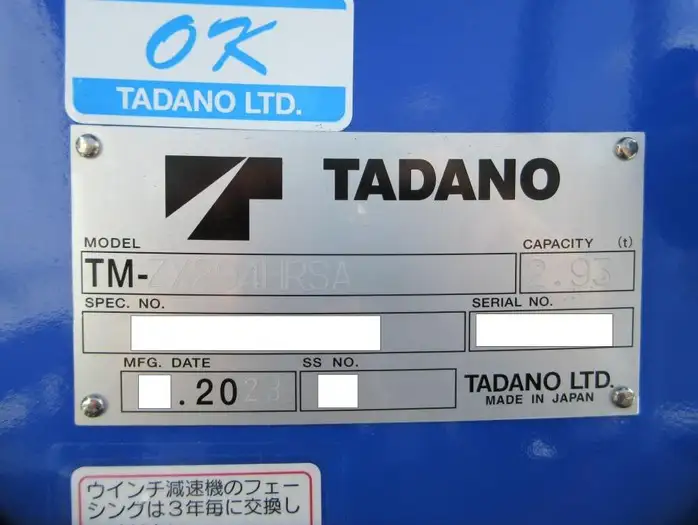 OK
TADANO LTD.
TADANO
MODEL
CAPACITY (t)
TM-ZX294HRSA
2.93
SPEC. NO.
SERIAL NO.
MFG. DATE
SS NO.
.2023
TADANO LTD.
MADE IN JAPAN
ウインチ減速機のフェー
シングは3年毎に交換し